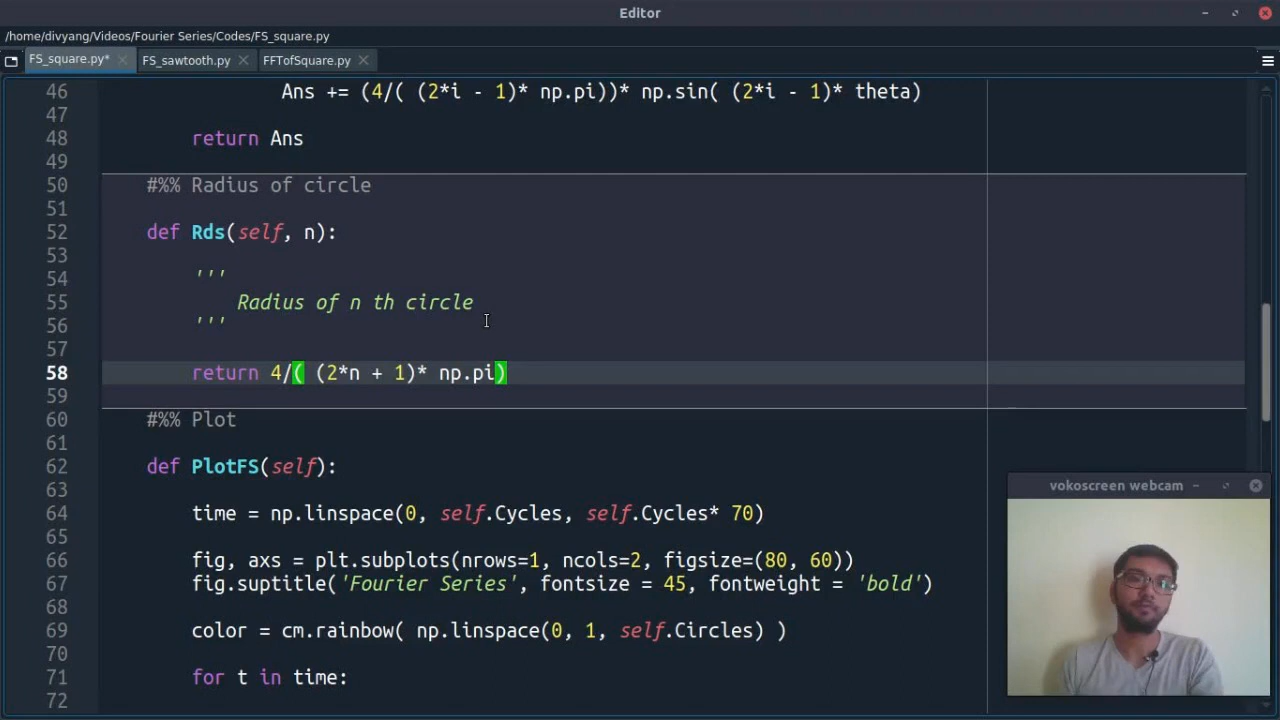 Editor
/home/divyang/Videos/Fourier Series/Codes/FS_square.py
FS_square.py* FS_sawtooth.py FFTofSquare.py
46 Ans += (4/( (2*i - 1)* np.pi))* np.sin( (2*i - 1)* theta)
47
48 return Ans
49
50 #%% Radius of circle
51
52 def Rds(self, n):
53
54 '''
55 Radius of n th circle
56 '''
57
58 return 4/( (2*n + 1)* np.pi)
59
60 #%% Plot
61
62 def PlotFS(self):
63
64 time = np.linspace(0, self.Cycles, self.Cycles* 70)
65
66 fig, axs = plt.subplots(nrows=1, ncols=2, figsize=(80, 60))
67 fig.suptitle('Fourier Series', fontsize = 45, fontweight = 'bold')
68
69 color = cm.rainbow( np.linspace(0, 1, self.Circles) )
70
71 for t in time:
72
vokoscreen webcam